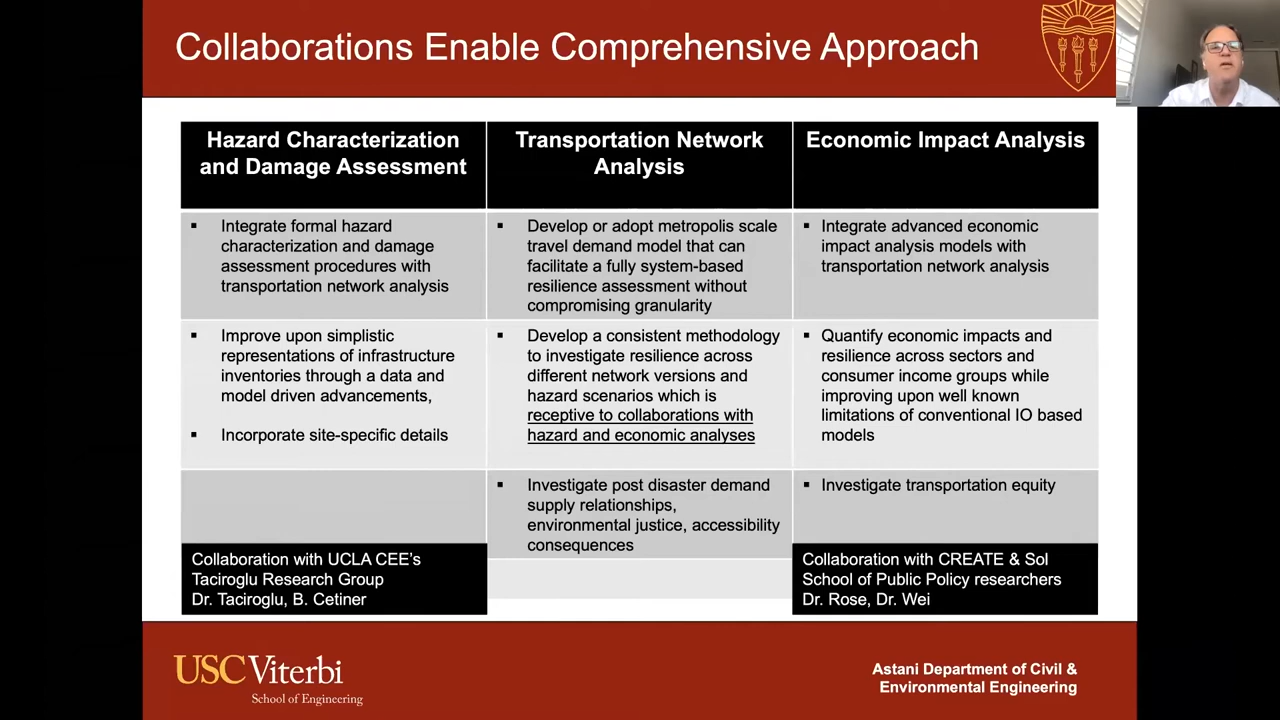 Collaborations Enable Comprehensive Approach
Hazard Characterization
and Damage Assessment
Transportation Network
Analysis
Economic Impact Analysis
▪ Integrate formal hazard
characterization and damage
assessment procedures with
transportation network analysis
▪ Develop or adopt metropolis scale
travel demand model that can
facilitate a fully system-based
resilience assessment without
compromising granularity
▪ Integrate advanced economic
impact analysis models with
transportation network analysis
▪ Improve upon simplistic
representations of infrastructure
inventories through a data and
model driven advancements,
▪ Incorporate site-specific details
▪ Develop a consistent methodology
to investigate resilience across
different network versions and
hazard scenarios which is
receptive to collaborations with
hazard and economic analyses
▪ Quantify economic impacts and
resilience across sectors and
consumer income groups while
improving upon well known
limitations of conventional IO based
models
▪ Investigate post disaster demand
supply relationships,
environmental justice, accessibility
consequences
▪ Investigate transportation equity
Collaboration with UCLA CEE's
Taciroglu Research Group
Dr. Taciroglu, B. Cetiner
Collaboration with CREATE & Sol
School of Public Policy researchers
Dr. Rose, Dr. Wei
USC Viterbi
School of Engineering
Astani Department of Civil &
Environmental Engineering